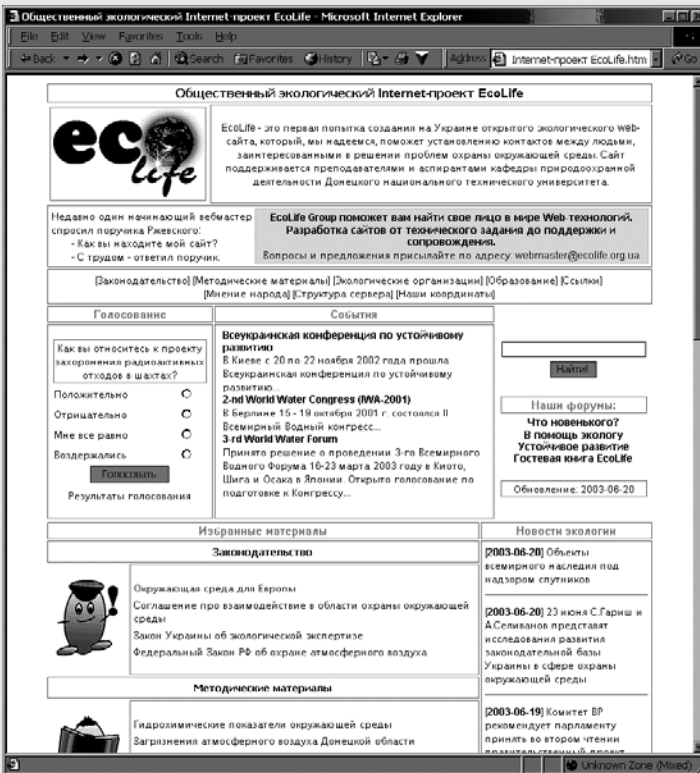 Общественный экологический Internet-проект EcoLife - Microsoft Internet Explorer
File Edit View Favorites Tools Help
Back Search Favorites History Address Internet-проект EcoLife.htm Go
Общественный экологический Internet-проект EcoLife
eco
life
EcoLife - это первая попытка создания на Украине открытого экологического web-
сайта, который, мы надеемся, поможет установлению контактов между людьми,
заинтересованными в решении проблем охраны окружающей среды. Сайт
поддерживается преподавателями и аспирантами кафедры природоохранной
деятельности Донецкого национального технического университета.
Недавно один начинающий вебмастер
спросил поручика Ржевского:
- Как вы находите мой сайт?
- С трудом - ответил поручик.
EcoLife Group поможет вам найти свое лицо в мире Web-технологий.
Разработка сайтов от технического задания до поддержки и
сопровождения.
Вопросы и предложения присылайте по адресу: webmaster@ecolife.org.ua
[Законодательство] [Методические материалы] [Экологические организации] [Образование] [Ссылки]
[Мнение народа] [Структура сервера] [Наши координаты]
Голосование
Как вы относитесь к проекту
захоронения радиоактивных
отходов в шахтах?
Положительно
Отрицательно
Мне все равно
Воздержались
Голосовать
Результаты голосования
События
Всеукраинская конференция по устойчивому
развитию
В Киеве с 20 по 22 ноября 2002 года прошла
Всеукраинская конференция по устойчивому
развитию...
2-nd World Water Congress (IWA-2001)
В Берлине 15 - 19 октября 2001 г. состоялся II
Всемирный Водный конгресс...
3-rd World Water Forum
Принято решение о проведении 3-го Всемирного
Водного Форума 16-23 марта 2003 году в Киото,
Шига и Осака в Японии. Открыто голосование по
подготовке к Конгрессу...
Найти!
Наши форумы:
Что новенького?
В помощь экологу
Устойчивое развитие
Гостевая книга EcoLife
Обновление: 2003-06-20
Избранные материалы
Законодательство
Окружающая среда для Европы
Соглашение про взаимодействие в области охраны окружающей
среды
Закон Украины об экологической экспертизе
Федеральный Закон РФ об охране атмосферного воздуха
Методические материалы
Гидрохимические показатели окружающей среды
Загрязнения атмосферного воздуха Донецкой области
Новости экологии
[2003-06-20] Объекты
всемирного наследия под
надзором спутников
[2003-06-20] 23 июня С.Гариш и
А.Селиванов представят
исследования развития
законодательной базы
Украины в сфере охраны
окружающей среды
[2003-06-19] Комитет ВР
рекомендует парламенту
принять во втором чтении
правительственный проект
Unknown Zone (Mixed)